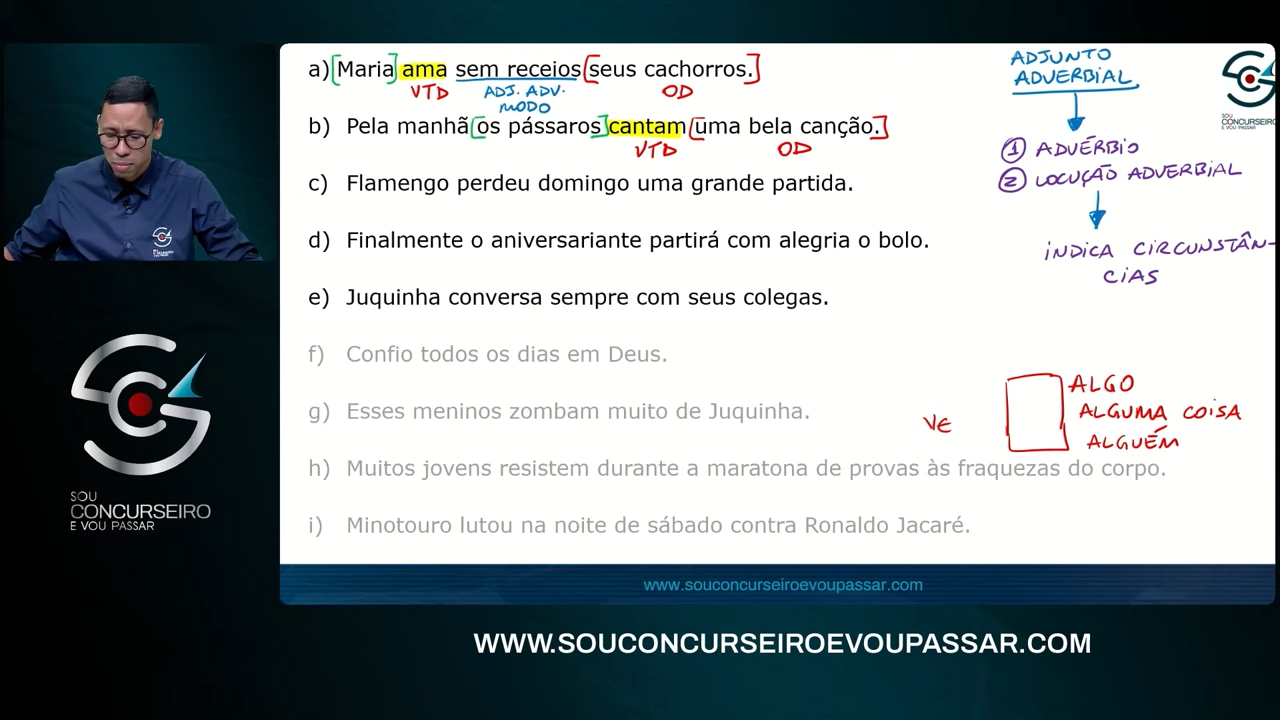 a) Maria ama sem receios seus cachorros.
VTD ADJ. ADV. OD
MODO
b) Pela manhã os pássaros cantam uma bela canção.
VTD OD
c) Flamengo perdeu domingo uma grande partida.
d) Finalmente o aniversariante partirá com alegria o bolo.
e) Juquinha conversa sempre com seus colegas.
f) Confio todos os dias em Deus.
g) Esses meninos zombam muito de Juquinha.
h) Muitos jovens resistem durante a maratona de provas às fraquezas do corpo.
i) Minotouro lutou na noite de sábado contra Ronaldo Jacaré.
ADJUNTO
ADVERBIAL
1 ADVÉRBIO
2 LOCUÇÃO ADVERBIAL
INDICA CIRCUNSTÂN-
CIAS
ALGO
VE ALGUMA COISA
ALGUÉM
SOU
CONCURSEIRO
E VOU PASSAR
SOU
CONCURSEIRO
E VOU PASSAR
www.souconcurseiroevoupassar.com
WWW.SOUCONCURSEIROEVOUPASSAR.COM